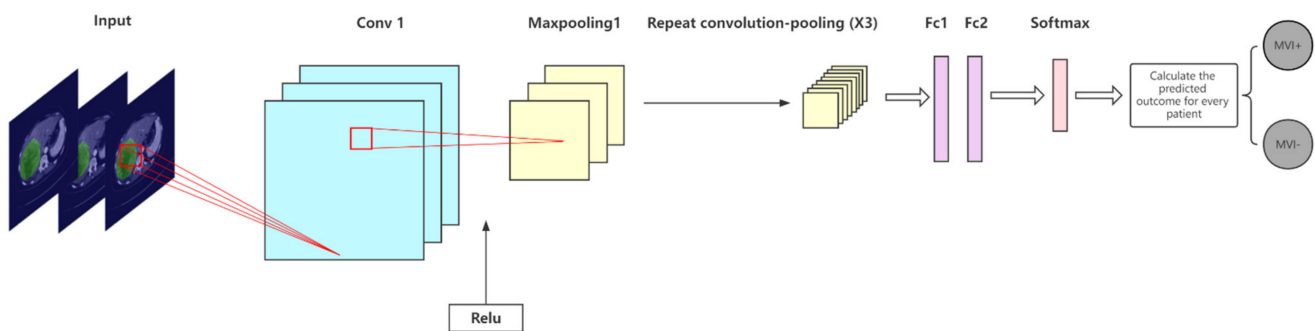 Input
Conv 1
Maxpooling1
Repeat convolution-pooling (X3)
Fc1
Fc2
Softmax
MVI+
Calculate the
predicted
outcome for every
patient
MVI-
Relu